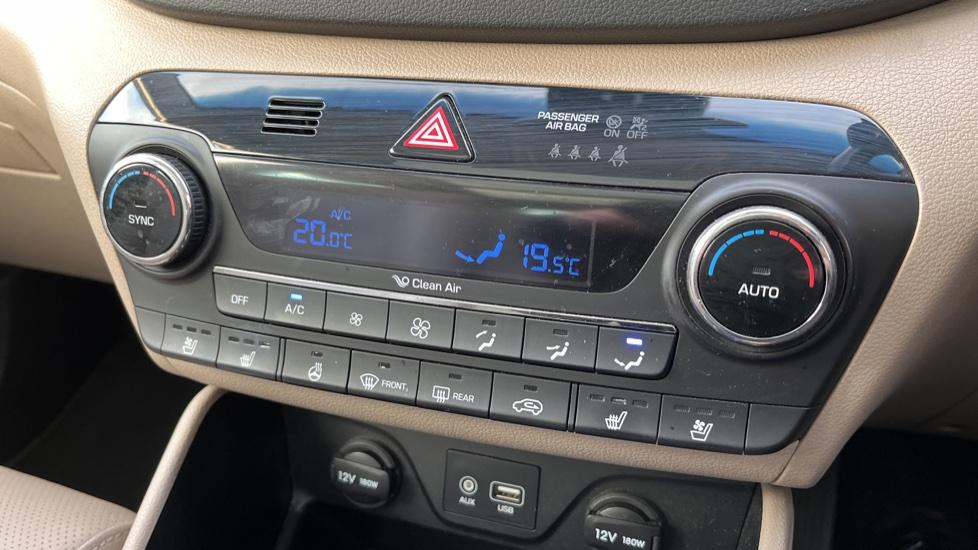 PASSENGER
AIR BAG
ON OFF
SYNC
A/C
20.0°C
19.5°C
AUTO
Clean Air
OFF
A/C
FRONT
REAR
12V 180W
AUX
USB
12V 180W